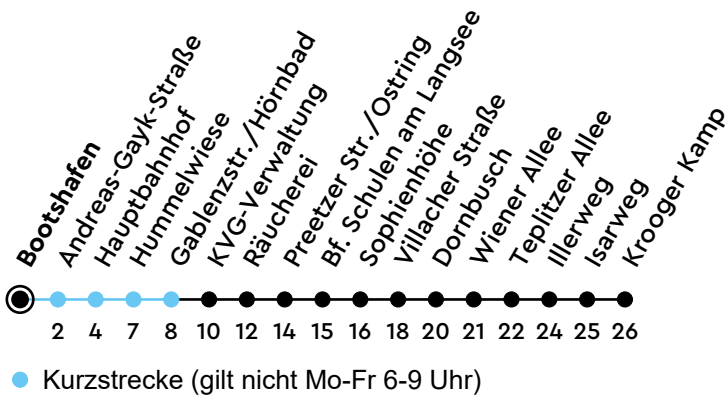 Bootshafen
Andreas-Gayk-Straße
Hauptbahnhof
Hummelwiese
Gablenzstr./Hörnbad
KVG-Verwaltung
Räucherei
Preetzer Str./Ostring
Bf. Schulen am Langsee
Sophienhöhe
Villacher Straße
Dornbusch
Wiener Allee
Teplitzer Allee
Illerweg
Isarweg
Krooger Kamp
2 4 7 8 10 12 14 15 16 18 20 21 22 24 25 26
Kurzstrecke (gilt nicht Mo-Fr 6-9 Uhr)